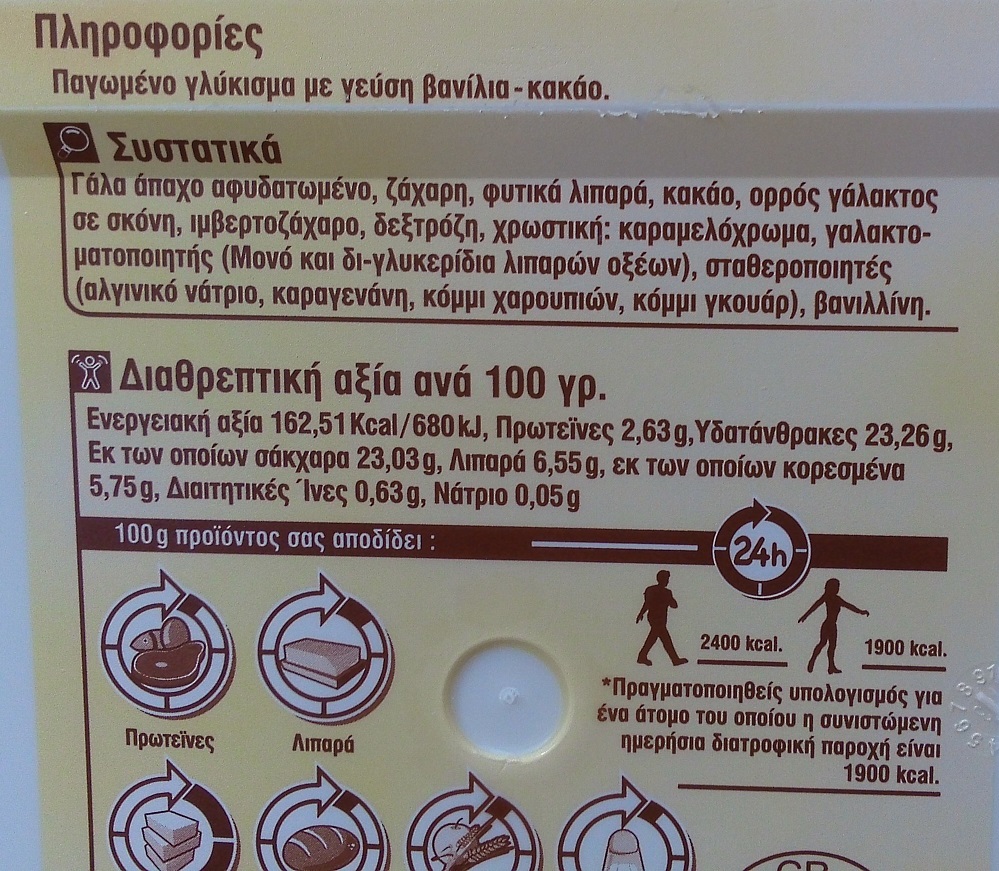 Πληροφορίες
Παγωμένο γλύκισμα με γεύση βανίλια - κακάο.
Συστατικά
Γάλα άπαχο αφυδατωμένο, ζάχαρη, φυτικά λιπαρά, κακάο, ορρός γάλακτος
σε σκόνη, ιμβερτοζάχαρο, δεξτρόζη, χρωστική: καραμελόχρωμα, γαλακτο-
ματοποιητής (Μονό και δι-γλυκερίδια λιπαρών οξέων), σταθεροποιητές
(αλγινικό νάτριο, καραγενάνη, κόμμι χαρουπιών, κόμμι γκουάρ), βανιλλίνη.
Διαθρεπτική αξία ανά 100 γρ.
Ενεργειακή αξία 162,51 Kcal/680 kJ, Πρωτεΐνες 2,63 g, Υδατάνθρακες 23,26 g,
Εκ των οποίων σάκχαρα 23,03 g, Λιπαρά 6,55 g, εκ των οποίων κορεσμένα
5,75 g, Διαιτητικές Ίνες 0,63 g, Νάτριο 0,05 g
100 g προϊόντος σας αποδίδει :
24h
2400 kcal.
1900 kcal.
*Πραγματοποιηθείς υπολογισμός για
ένα άτομο του οποίου η συνιστώμενη
ημερήσια διατροφική παροχή είναι
1900 kcal.
Πρωτεΐνες
Λιπαρά